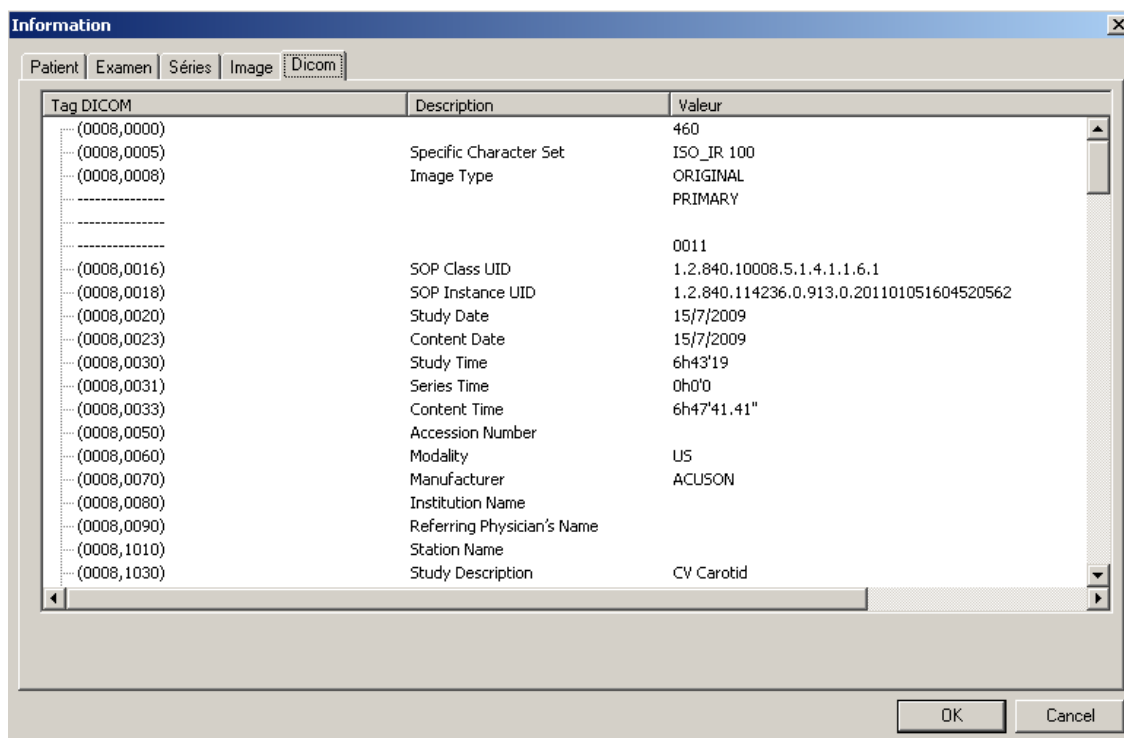 Information
Patient Examen Séries Image Dicom
Tag DICOM Description Valeur
(0008,0000) 460
(0008,0005) Specific Character Set ISO_IR 100
(0008,0008) Image Type ORIGINAL
--------------- PRIMARY
---------------
--------------- 0011
(0008,0016) SOP Class UID 1.2.840.10008.5.1.4.1.1.6.1
(0008,0018) SOP Instance UID 1.2.840.114236.0.913.0.201101051604520562
(0008,0020) Study Date 15/7/2009
(0008,0023) Content Date 15/7/2009
(0008,0030) Study Time 6h43'19
(0008,0031) Series Time 0h0'0
(0008,0033) Content Time 6h47'41.41"
(0008,0050) Accession Number
(0008,0060) Modality US
(0008,0070) Manufacturer ACUSON
(0008,0080) Institution Name
(0008,0090) Referring Physician's Name
(0008,1010) Station Name
(0008,1030) Study Description CV Carotid
OK Cancel